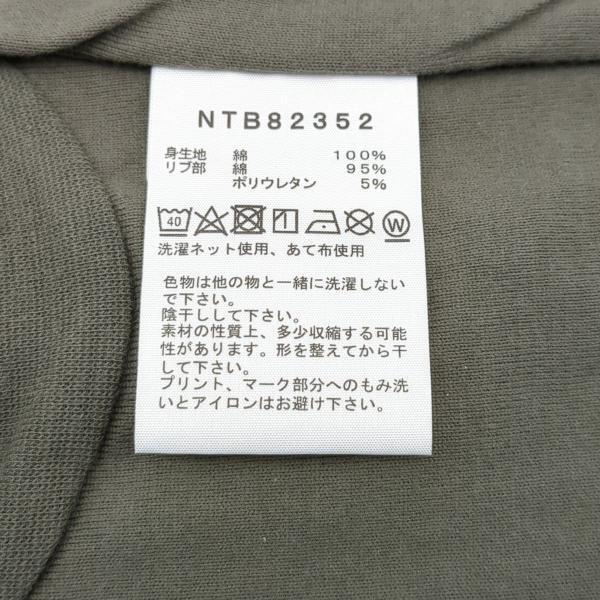 NTB82352
身生地 綿 100%
リブ部 綿 95%
ポリウレタン 5%
40 W
洗濯ネット使用、あて布使用
色物は他の物と一緒に洗濯しない
で下さい。
陰干しして下さい。
素材の性質上、多少収縮する可能
性があります。形を整えてから干
して下さい。
プリント、マーク部分へのもみ洗
いとアイロンはお避け下さい。